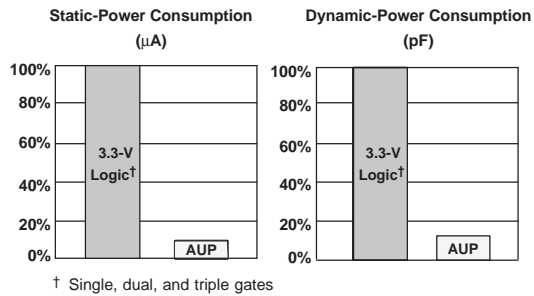 Static-Power Consumption
(μA)
100%
80%
60%
40%
20%
0%
3.3-V
Logic†
AUP
Dynamic-Power Consumption
(pF)
100%
80%
60%
40%
20%
0%
3.3-V
Logic†
AUP
† Single, dual, and triple gates